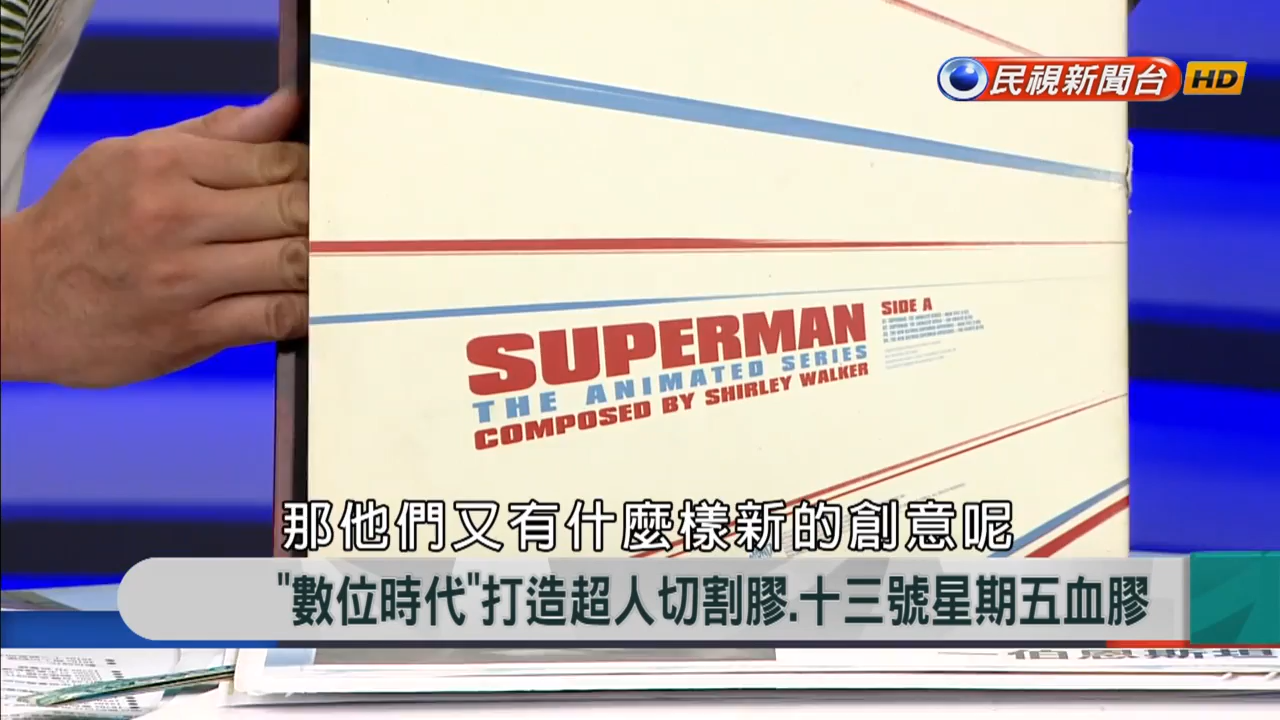 民視新聞台 HD
SUPERMAN
THE ANIMATED SERIES
COMPOSED BY SHIRLEY WALKER
SIDE A
那他們又有什麼樣新的創意呢
"數位時代"打造超人切割膠.十三號星期五血膠